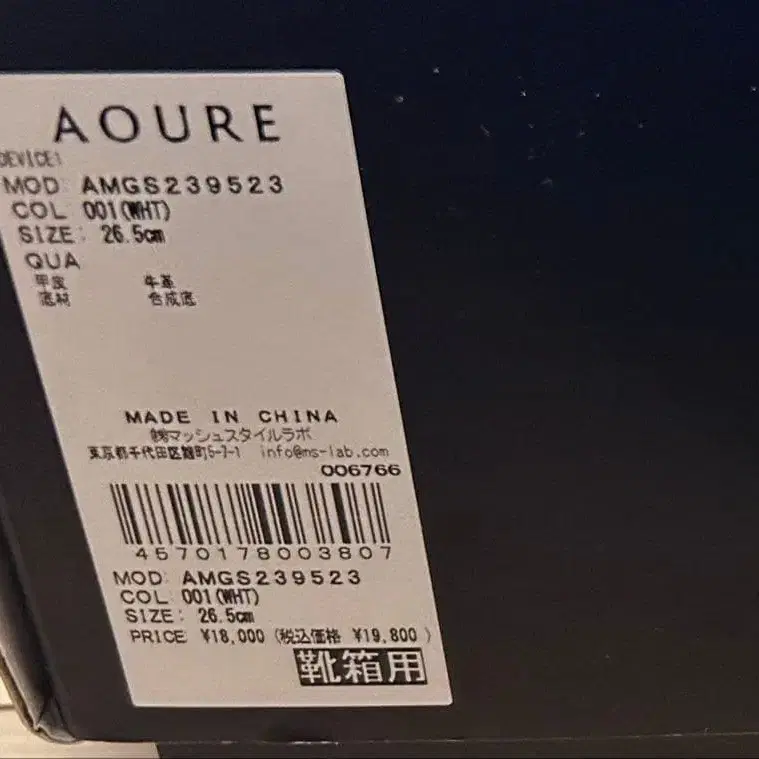 AOURE
DEVICE:
MOD: AMGS239523
COL 001(WHT)
SIZE: 26.5cm
QUA
甲皮 牛革
底材 合成底
MADE IN CHINA
㈱マッシュスタイルラボ
東京都千代田区麹町5-7-1 info@ms-lab.com
006766
4570178003807
MOD: AMGS239523
COL: 001(WHT)
SIZE: 26.5cm
PRICE ¥18,000 (税込価格 ¥19,800 )
靴箱用